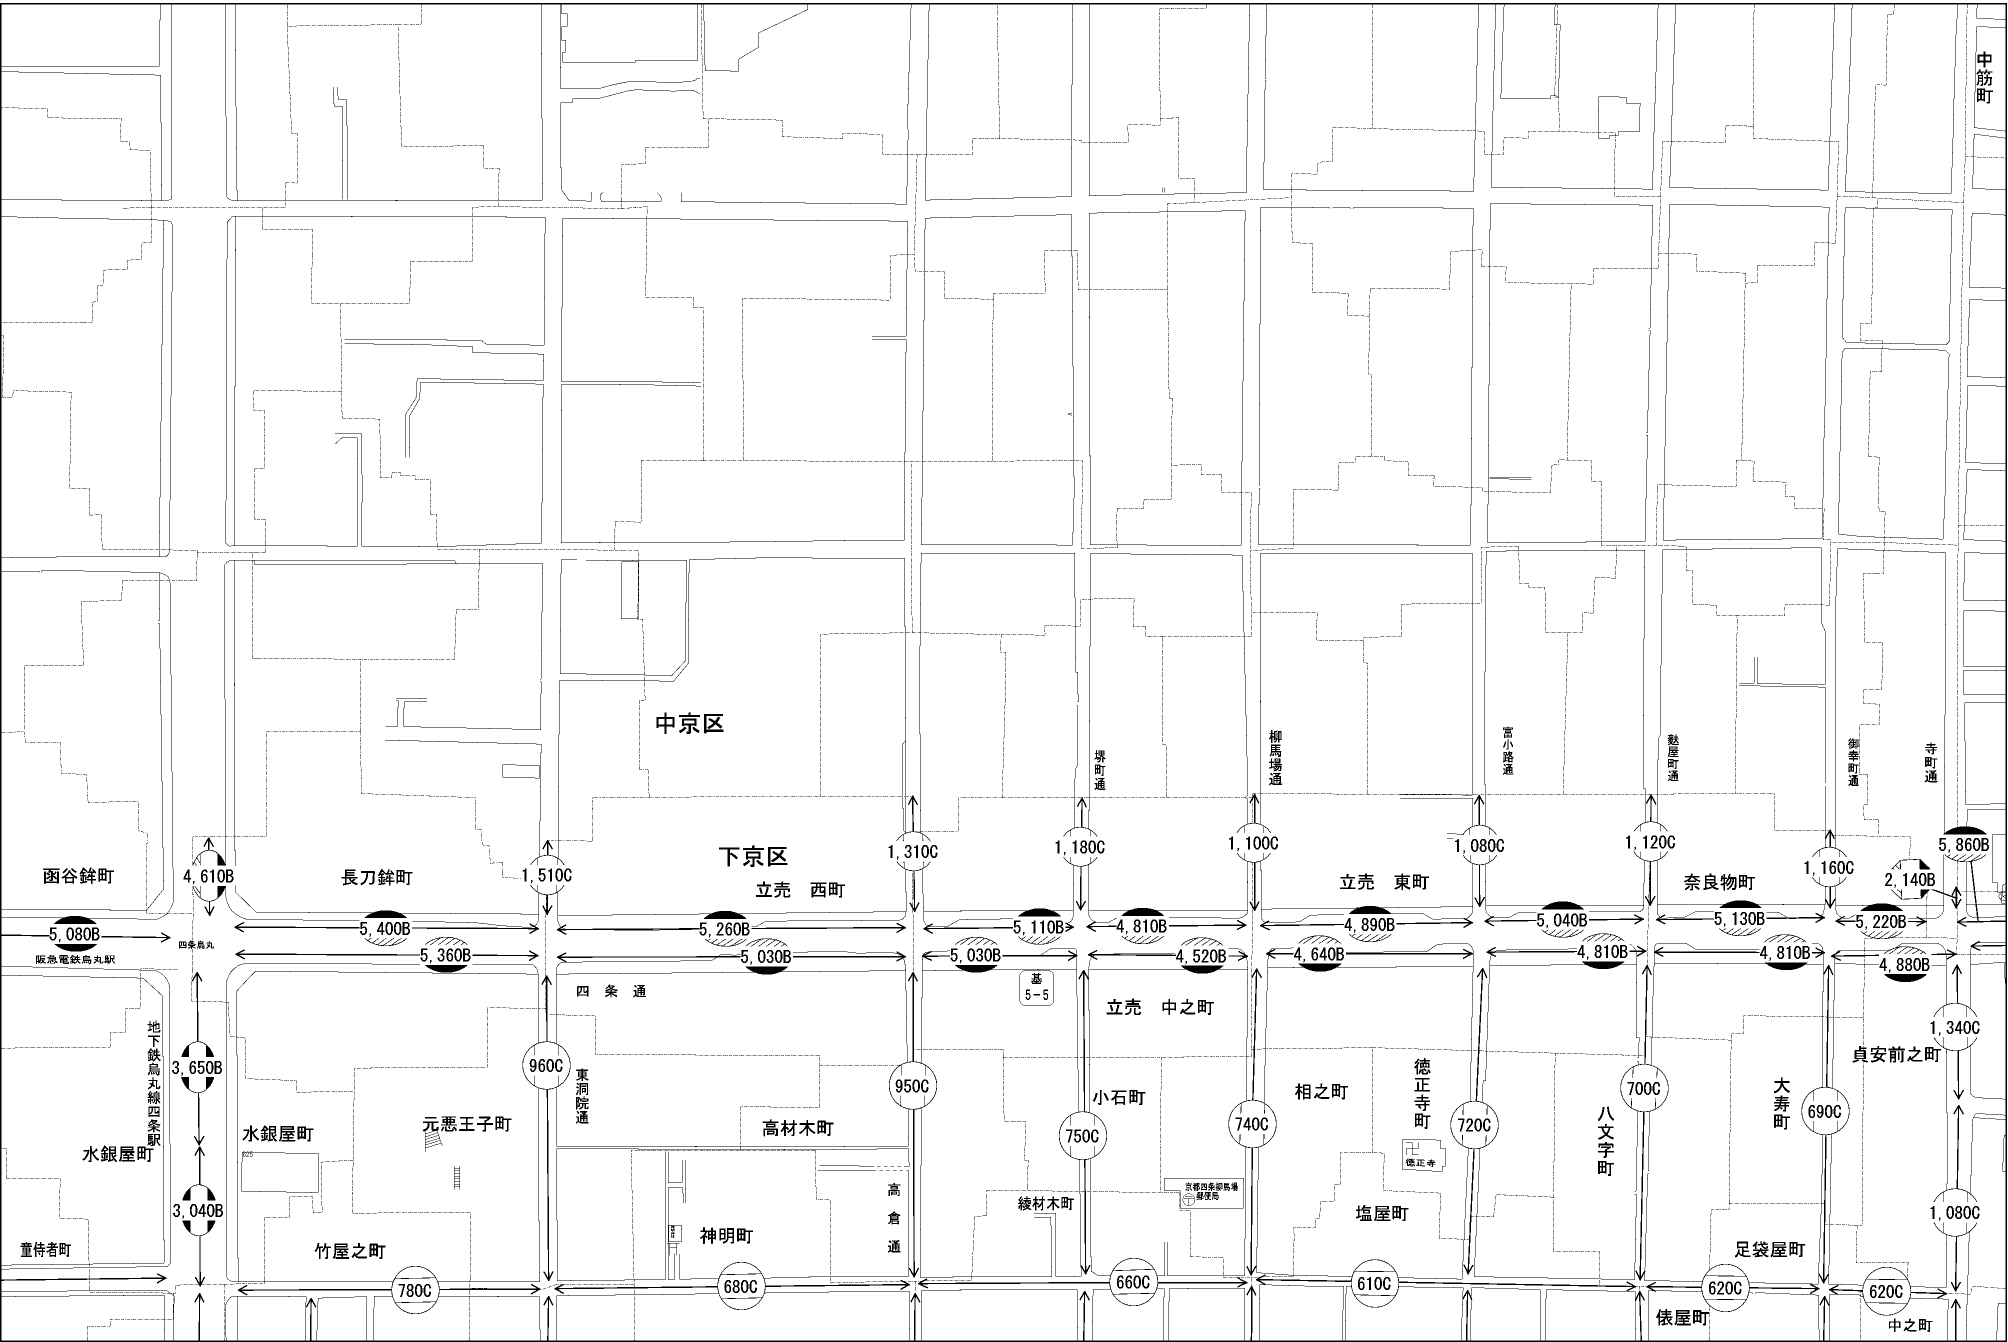 中筋町
中京区
堺町通
柳馬場通
富小路通
麩屋町通
御幸町通
寺町通
函谷鉾町
4,610B
長刀鉾町
1,510C
下京区
立売　西町
1,310C
1,180C
1,100C
立売　東町
1,080C
1,120C
奈良物町
1,160C
2,140B
5,860B
5,080B
四条烏丸
5,400B
5,260B
5,110B
4,810B
4,890B
5,040B
5,130B
5,220B
阪急電鉄烏丸駅
5,360B
5,030B
5,030B
4,520B
4,640B
4,810B
4,810B
4,880B
四条通
基
5-5
立売　中之町
地下鉄烏丸線四条駅
3,650B
960C
東洞院通
950C
1,340C
貞安前之町
水銀屋町
水銀屋町
元悪王子町
高材木町
小石町
750C
740C
相之町
徳正寺町
徳正寺
720C
700C
八文字町
大寿町
690C
625
3,040B
童侍者町
竹屋之町
神明町
高倉通
綾材木町
京都四条柳馬場
郵便局
塩屋町
足袋屋町
1,080C
780C
680C
660C
610C
620C
620C
俵屋町
中之町